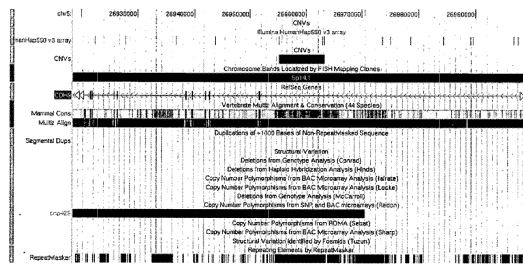 chr5: 26930000 26940000 26950000 26960000 26970000 26980000 26990000
CNVs
Illumina HumanHap550 v3 array
manHap550 v3 array
CNVs
CNVs
Chromosome Bands Localized by FISH Mapping Clones
5p14.1
RefSeq Genes
CDH9
Vertebrate Multiz Alignment & Conservation (44 Species)
Mammal Cons
Multiz Align
Duplications of >1000 Bases of Non-RepeatMasked Sequence
Segmental Dups
Structural Variation
Deletions from Genotype Analysis (Conrad)
Deletions from Haploid Hybridization Analysis (Hinds)
Copy Number Polymorphisms from BAC Microarray Analysis (Iafrate)
Copy Number Polymorphisms from BAC Microarray Analysis (Locke)
Deletions from Genotype Analysis (McCarroll)
Copy Number Polymorphisms from SNP and BAC microarrays (Redon)
Copy Number Polymorphisms from ROMA (Sebat)
Copy Number Polymorphisms from BAC Microarray Analysis (Sharp)
Structural Variation Identified by Fosmids (Tuzun)
Repeating Elements by RepeatMasker
RepeatMasker